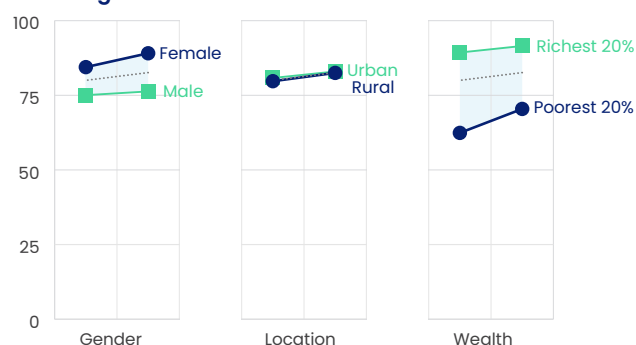 100
75
50
25
0
Female
Male
Urban
Rural
Richest 20%
Poorest 20%
Gender
Location
Wealth